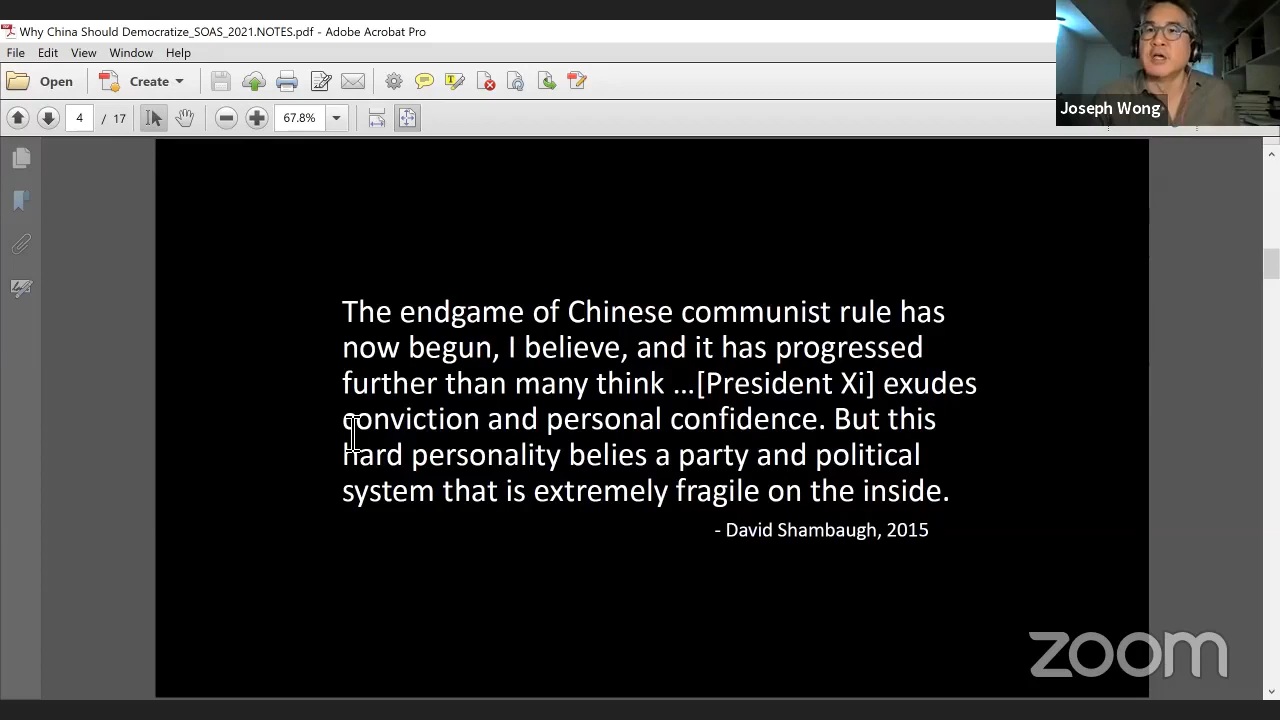 Why China Should Democratize_SOAS_2021.NOTES.pdf - Adobe Acrobat Pro
File Edit View Window Help
Open Create
4 / 17 67.8%
Joseph Wong
The endgame of Chinese communist rule has
now begun, I believe, and it has progressed
further than many think …[President Xi] exudes
conviction and personal confidence. But this
hard personality belies a party and political
system that is extremely fragile on the inside.
- David Shambaugh, 2015
zoom